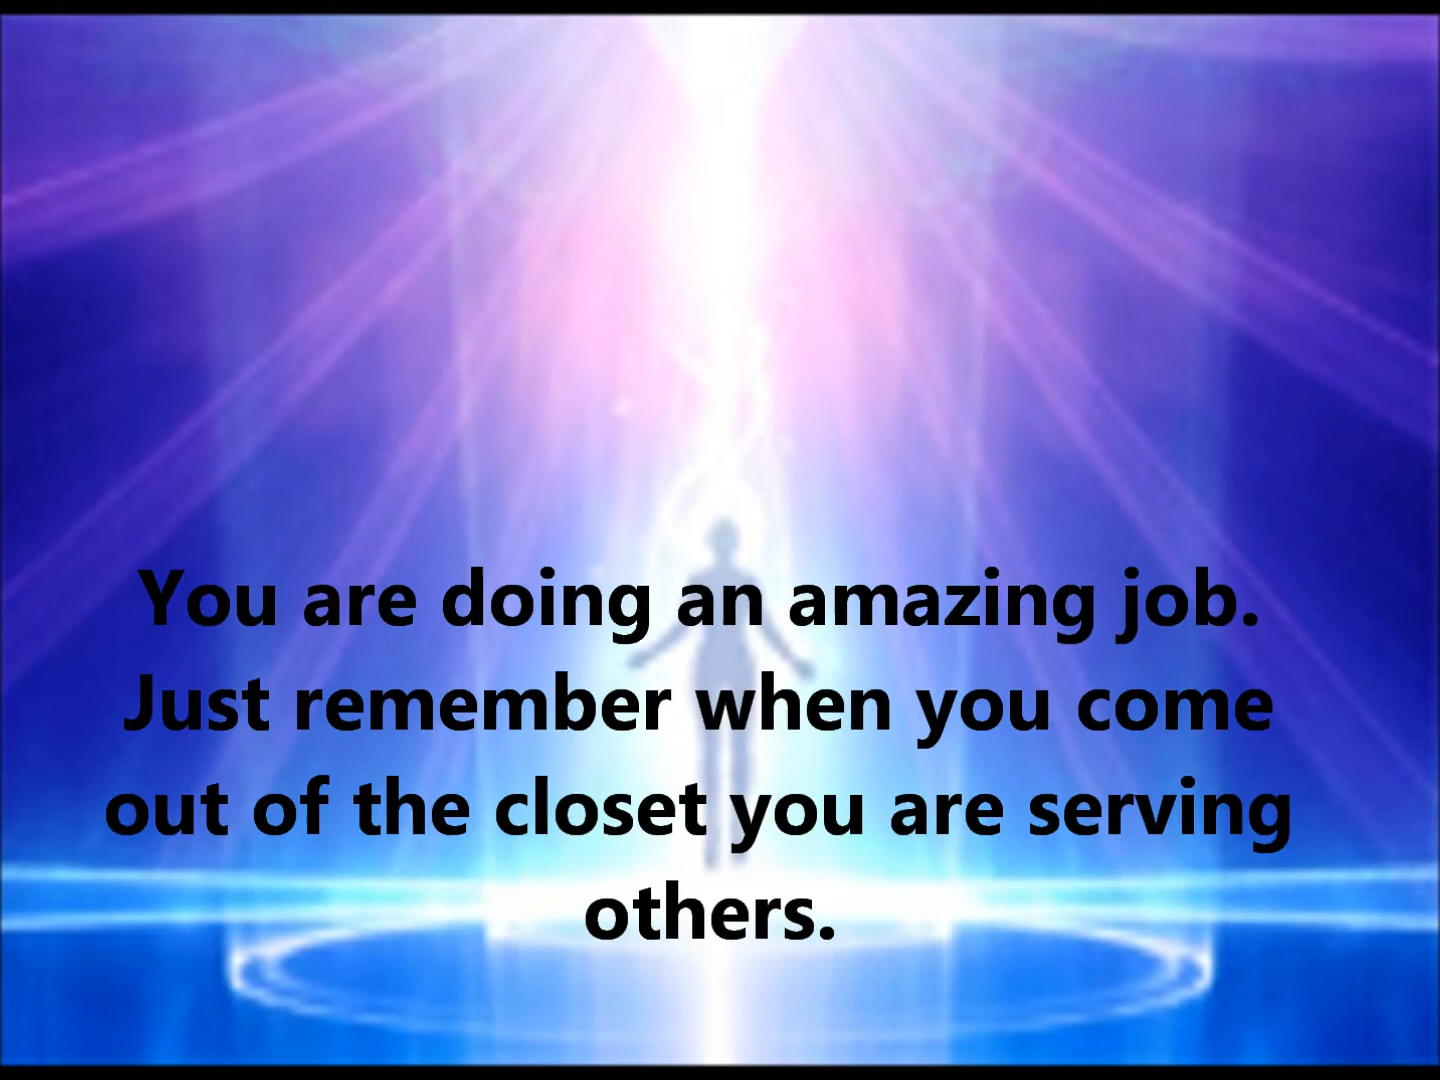 You are doing an amazing job.
Just remember when you come
out of the closet you are serving
others.